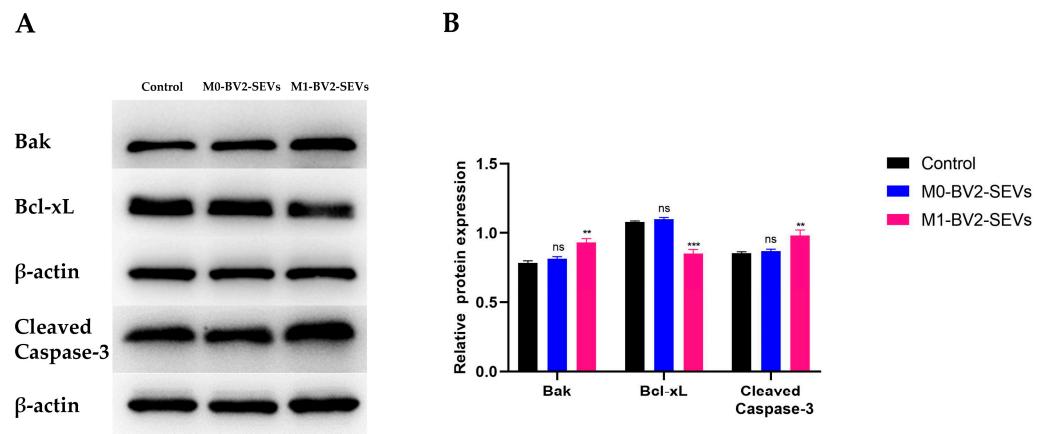 A
Control M0-BV2-SEVs M1-BV2-SEVs
Bak
Bcl-xL
β-actin
Cleaved
Caspase-3
β-actin
B
Relative protein expression
1.5
1.0
0.5
0.0
ns
**
ns
***
ns
**
Bak
Bcl-xL
Cleaved
Caspase-3
Control
M0-BV2-SEVs
M1-BV2-SEVs